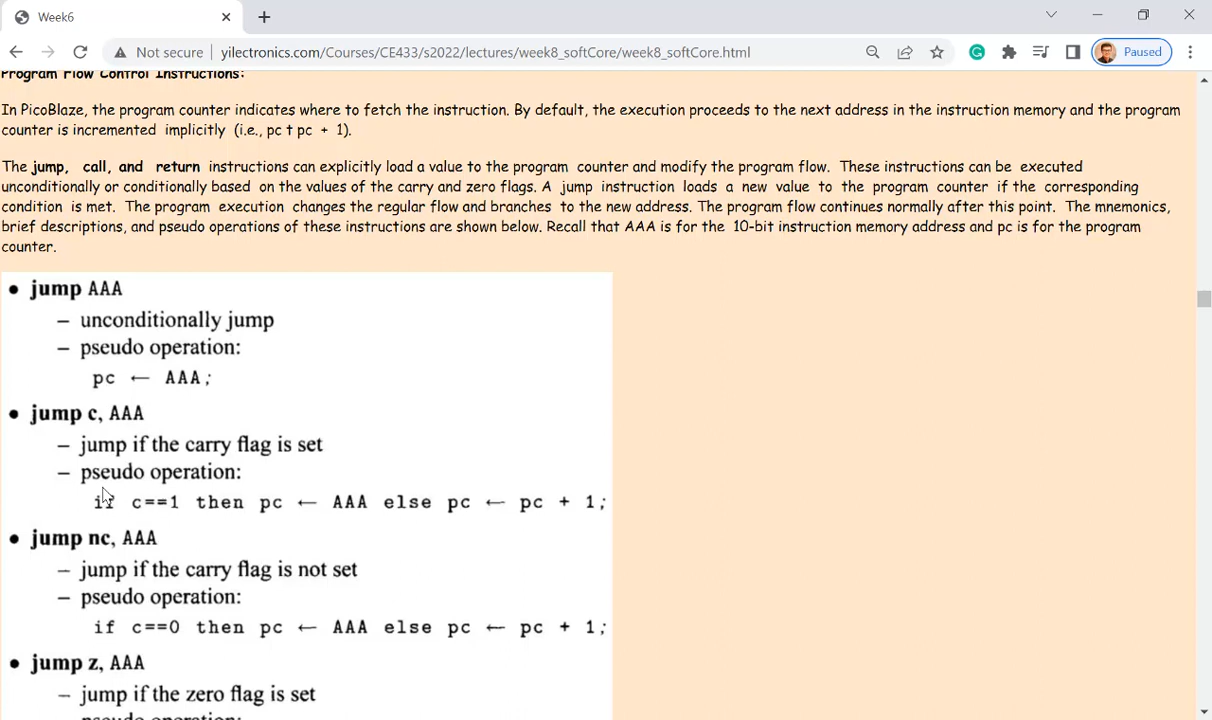 Week6
Not secure
yilectronics.com/Courses/CE433/s2022/lectures/week8_softCore/week8_softCore.html
Paused
Program Flow Control Instructions:
In PicoBlaze, the program counter indicates where to fetch the instruction. By default, the execution proceeds to the next address in the instruction memory and the program
counter is incremented implicitly (i.e., pc t pc + 1).
The jump, call, and return instructions can explicitly load a value to the program counter and modify the program flow. These instructions can be executed
unconditionally or conditionally based on the values of the carry and zero flags. A jump instruction loads a new value to the program counter if the corresponding
condition is met. The program execution changes the regular flow and branches to the new address. The program flow continues normally after this point. The mnemonics,
brief descriptions, and pseudo operations of these instructions are shown below. Recall that AAA is for the 10-bit instruction memory address and pc is for the program
counter.
• jump AAA
– unconditionally jump
– pseudo operation:
pc ← AAA;
• jump c, AAA
– jump if the carry flag is set
– pseudo operation:
if c==1 then pc ← AAA else pc ← pc + 1;
• jump nc, AAA
– jump if the carry flag is not set
– pseudo operation:
if c==0 then pc ← AAA else pc ← pc + 1;
• jump z, AAA
– jump if the zero flag is set
– pseudo operation: